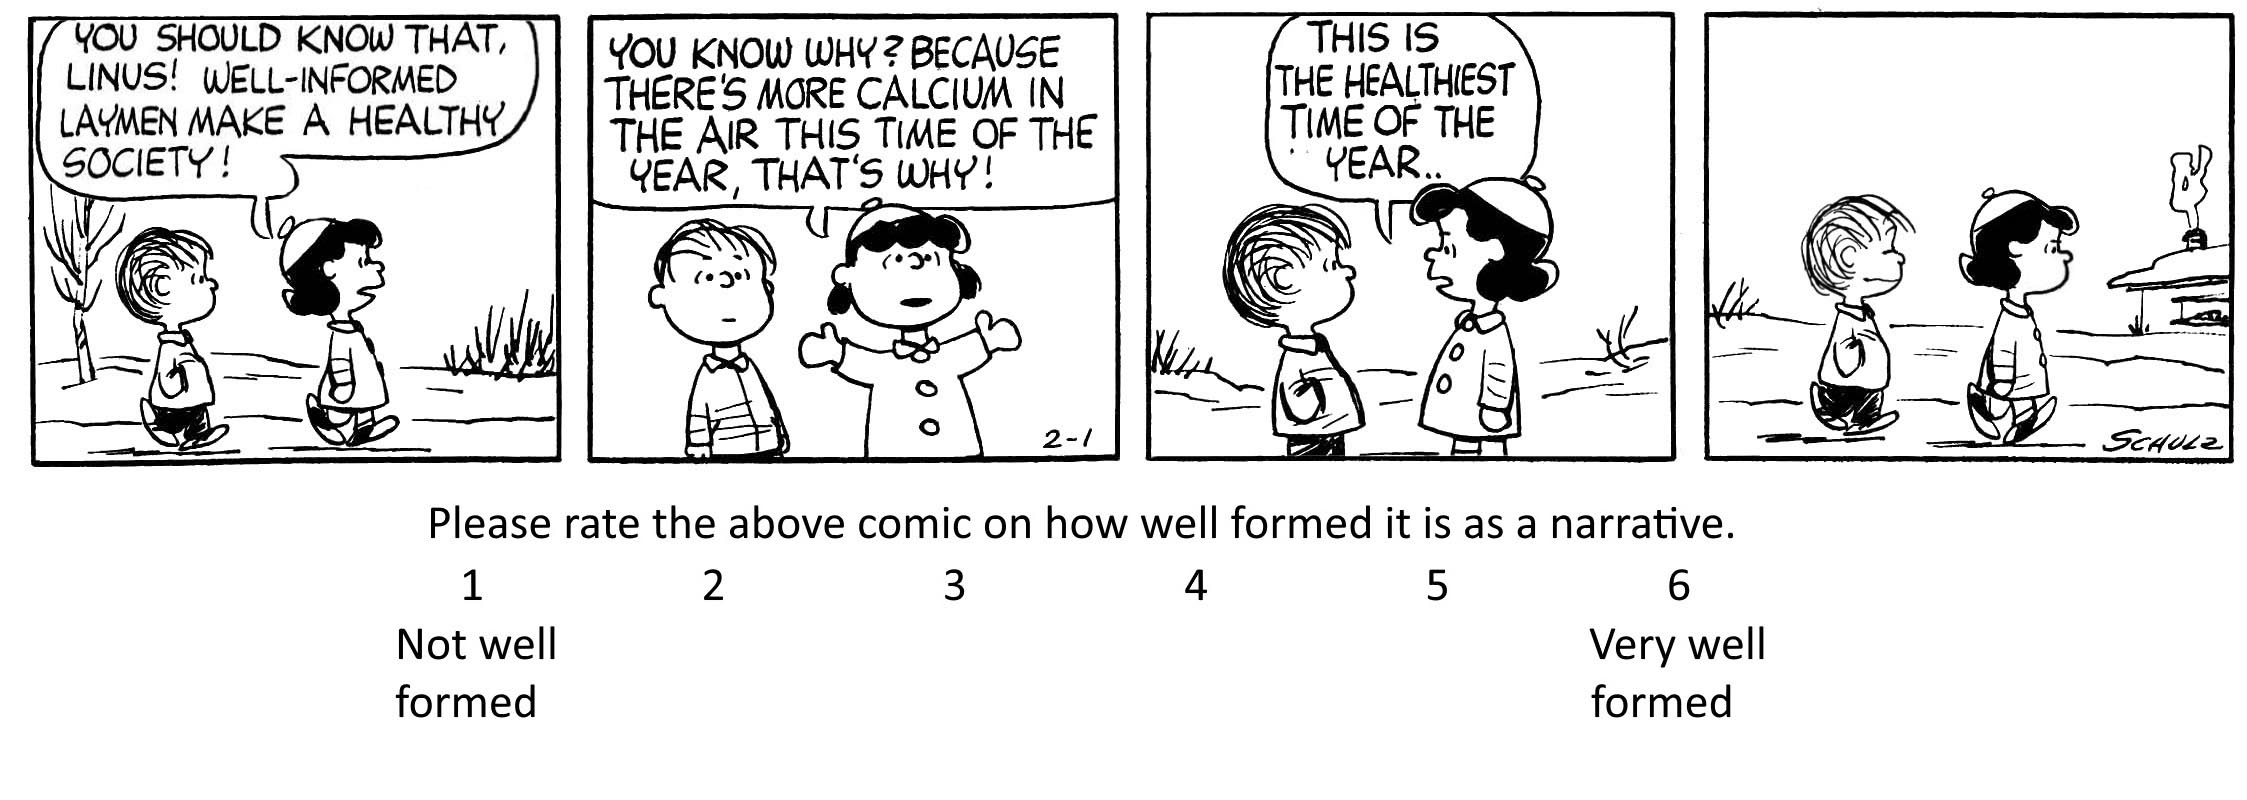 YOU SHOULD KNOW THAT,
LINUS! WELL-INFORMED
LAYMEN MAKE A HEALTHY
SOCIETY!
YOU KNOW WHY? BECAUSE
THERE'S MORE CALCIUM IN
THE AIR THIS TIME OF THE
YEAR, THAT'S WHY!
2-1
THIS IS
THE HEALTHIEST
TIME OF THE
YEAR..
SCHULZ
Please rate the above comic on how well formed it is as a narrative.
1 2 3 4 5 6
Not well
formed
Very well
formed